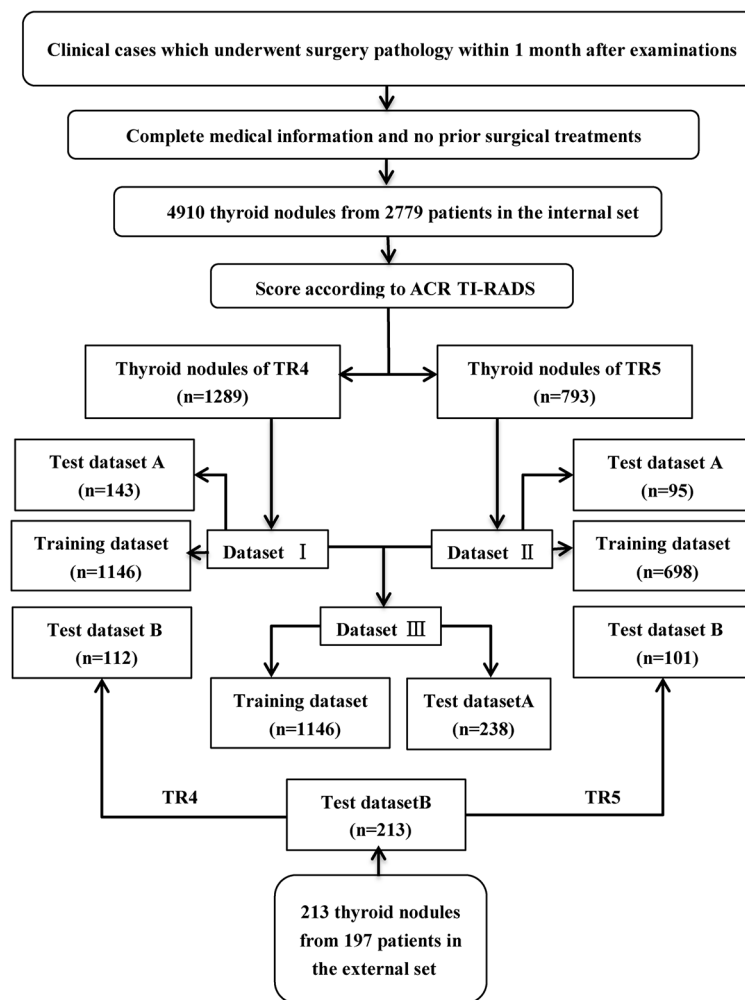 Clinical cases which underwent surgery pathology within 1 month after examinations
Complete medical information and no prior surgical treatments
4910 thyroid nodules from 2779 patients in the internal set
Score according to ACR TI-RADS
Thyroid nodules of TR4
(n=1289)
Thyroid nodules of TR5
(n=793)
Test dataset A
(n=143)
Test dataset A
(n=95)
Training dataset
(n=1146)
Dataset Ⅰ
Dataset Ⅱ
Training dataset
(n=698)
Test dataset B
(n=112)
Dataset Ⅲ
Test dataset B
(n=101)
Training dataset
(n=1146)
Test datasetA
(n=238)
TR4
Test datasetB
(n=213)
TR5
213 thyroid nodules
from 197 patients in
the external set